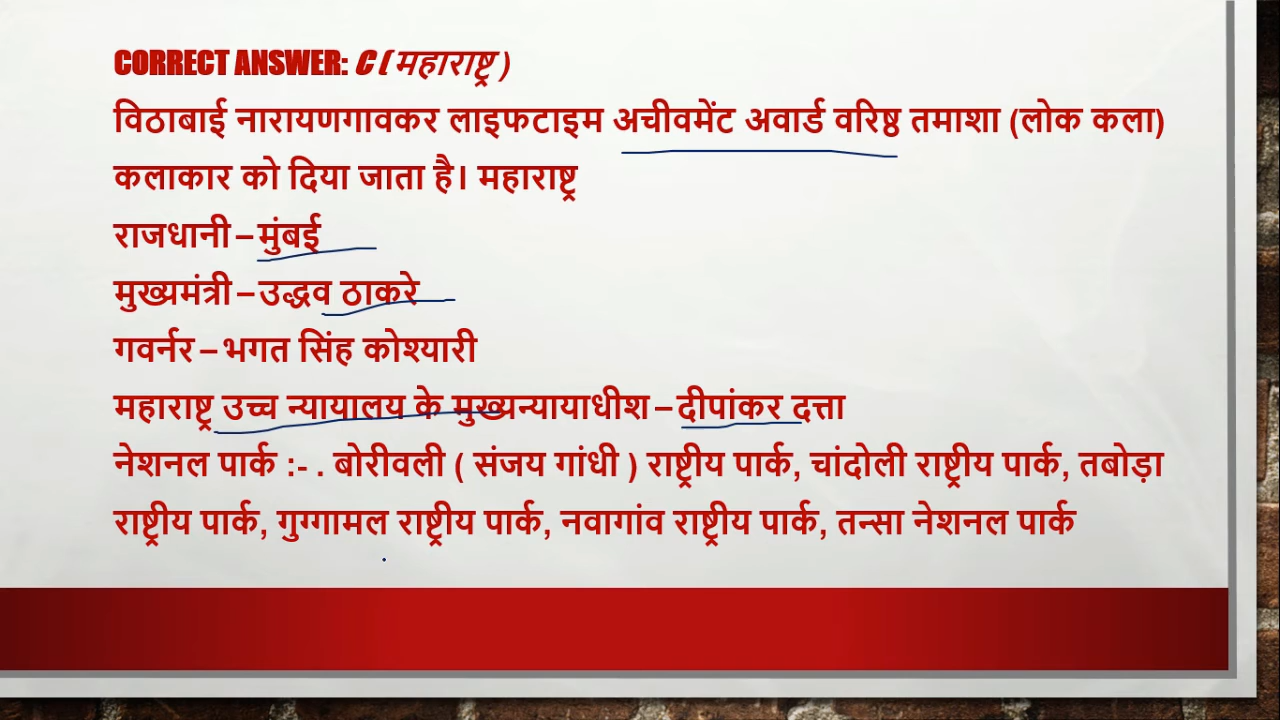 CORRECT ANSWER: C ( महाराष्ट्र )
विठाबाई नारायणगावकर लाइफटाइम अचीवमेंट अवार्ड वरिष्ठ तमाशा (लोक कला)
कलाकार को दिया जाता है। महाराष्ट्र
राजधानी – मुंबई
मुख्यमंत्री – उद्धव ठाकरे
गवर्नर – भगत सिंह कोश्यारी
महाराष्ट्र उच्च न्यायालय के मुख्यन्यायाधीश – दीपांकर दत्ता
नेशनल पार्क :- . बोरीवली ( संजय गांधी ) राष्ट्रीय पार्क, चांदोली राष्ट्रीय पार्क, तबोड़ा
राष्ट्रीय पार्क, गुग्गामल राष्ट्रीय पार्क, नवागांव राष्ट्रीय पार्क, तन्सा नेशनल पार्क